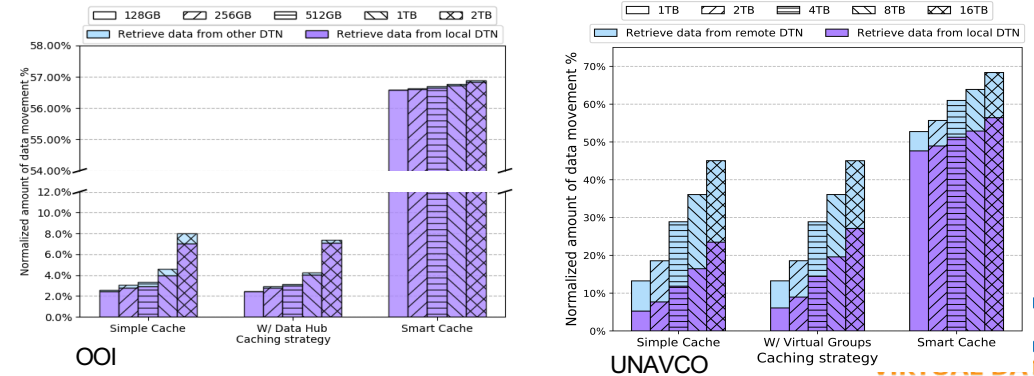 128GB 256GB 512GB 1TB 2TB
Retrieve data from other DTN Retrieve data from local DTN
Normalized amount of data movement %
58.00%
57.00%
56.00%
55.00%
54.00%
12.0%
10.0%
8.0%
6.0%
4.0%
2.0%
0.0%
Simple Cache W/ Data Hub Smart Cache
Caching strategy
OOI
1TB 2TB 4TB 8TB 16TB
Retrieve data from remote DTN Retrieve data from local DTN
Normalized amount of data movement %
70%
60%
50%
40%
30%
20%
10%
0%
Simple Cache W/ Virtual Groups Smart Cache
Caching strategy
UNAVCO